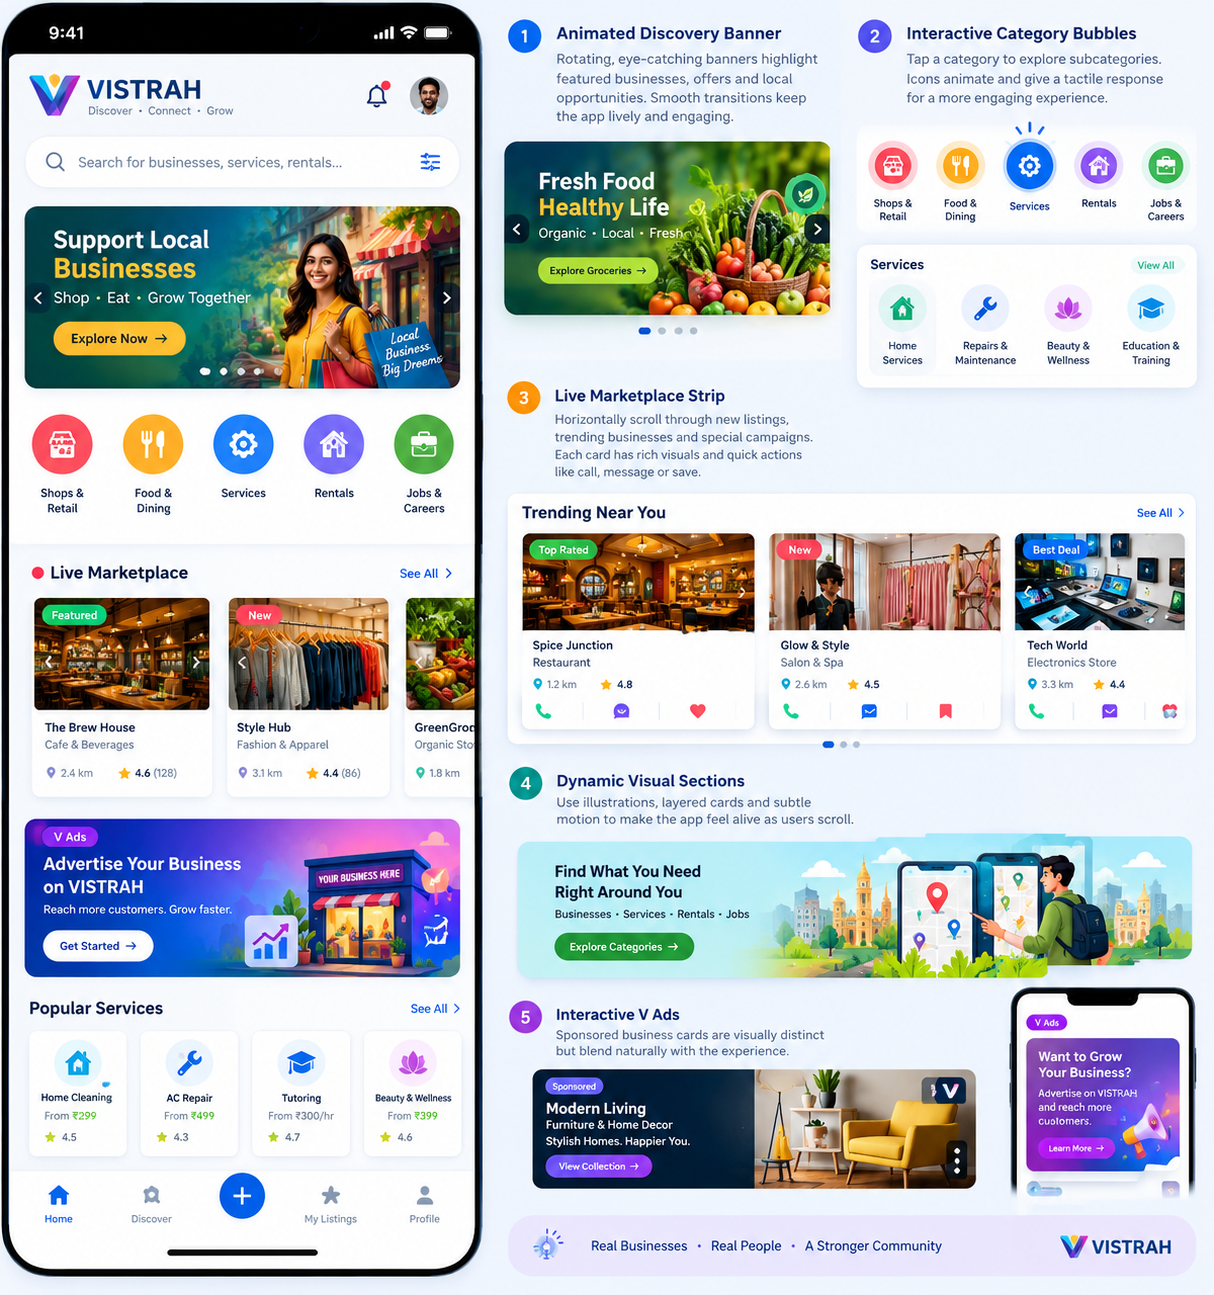 9:41
VISTRAH
Discover • Connect • Grow
Search for businesses, services, rentals...
Support Local
Businesses
Shop • Eat • Grow Together
Explore Now →
Local
Business
Big Dreems
Shops &
Retail
Food &
Dining
Services
Rentals
Jobs &
Careers
Live Marketplace
See All >
Featured
The Brew House
Cafe & Beverages
2.4 km
4.6 (128)
New
Style Hub
Fashion & Apparel
3.1 km
4.4 (86)
GreenGroc
Organic Sto
1.8 km
V Ads
Advertise Your Business
on VISTRAH
Reach more customers. Grow faster.
Get Started →
YOUR BUSINESS HERE
Popular Services
See All >
Home Cleaning
From ₹299
4.5
AC Repair
From ₹499
4.3
Tutoring
From ₹300/hr
4.7
Beauty & Wellness
From ₹399
4.6
Home
Discover
My Listings
Profile
1
Animated Discovery Banner
Rotating, eye-catching banners highlight
featured businesses, offers and local
opportunities. Smooth transitions keep
the app lively and engaging.
Fresh Food
Healthy Life
Organic • Local • Fresh
Explore Groceries →
2
Interactive Category Bubbles
Tap a category to explore subcategories.
Icons animate and give a tactile response
for a more engaging experience.
Shops &
Retail
Food &
Dining
Services
Rentals
Jobs &
Careers
Services
View All
Home
Services
Repairs &
Maintenance
Beauty &
Wellness
Education &
Training
3
Live Marketplace Strip
Horizontally scroll through new listings,
trending businesses and special campaigns.
Each card has rich visuals and quick actions
like call, message or save.
Trending Near You
See All >
Top Rated
Spice Junction
Restaurant
1.2 km
4.8
New
Glow & Style
Salon & Spa
2.6 km
4.5
Best Deal
Tech World
Electronics Store
3.3 km
4.4
4
Dynamic Visual Sections
Use illustrations, layered cards and subtle
motion to make the app feel alive as users scroll.
Find What You Need
Right Around You
Businesses • Services • Rentals • Jobs
Explore Categories →
5
Interactive V Ads
Sponsored business cards are visually distinct
but blend naturally with the experience.
Sponsored
Modern Living
Furniture & Home Decor
Stylish Homes. Happier You.
View Collection →
V Ads
Want to Grow
Your Business?
Advertise on VISTRAH
and reach more
customers.
Learn More →
Real Businesses • Real People • A Stronger Community
VISTRAH